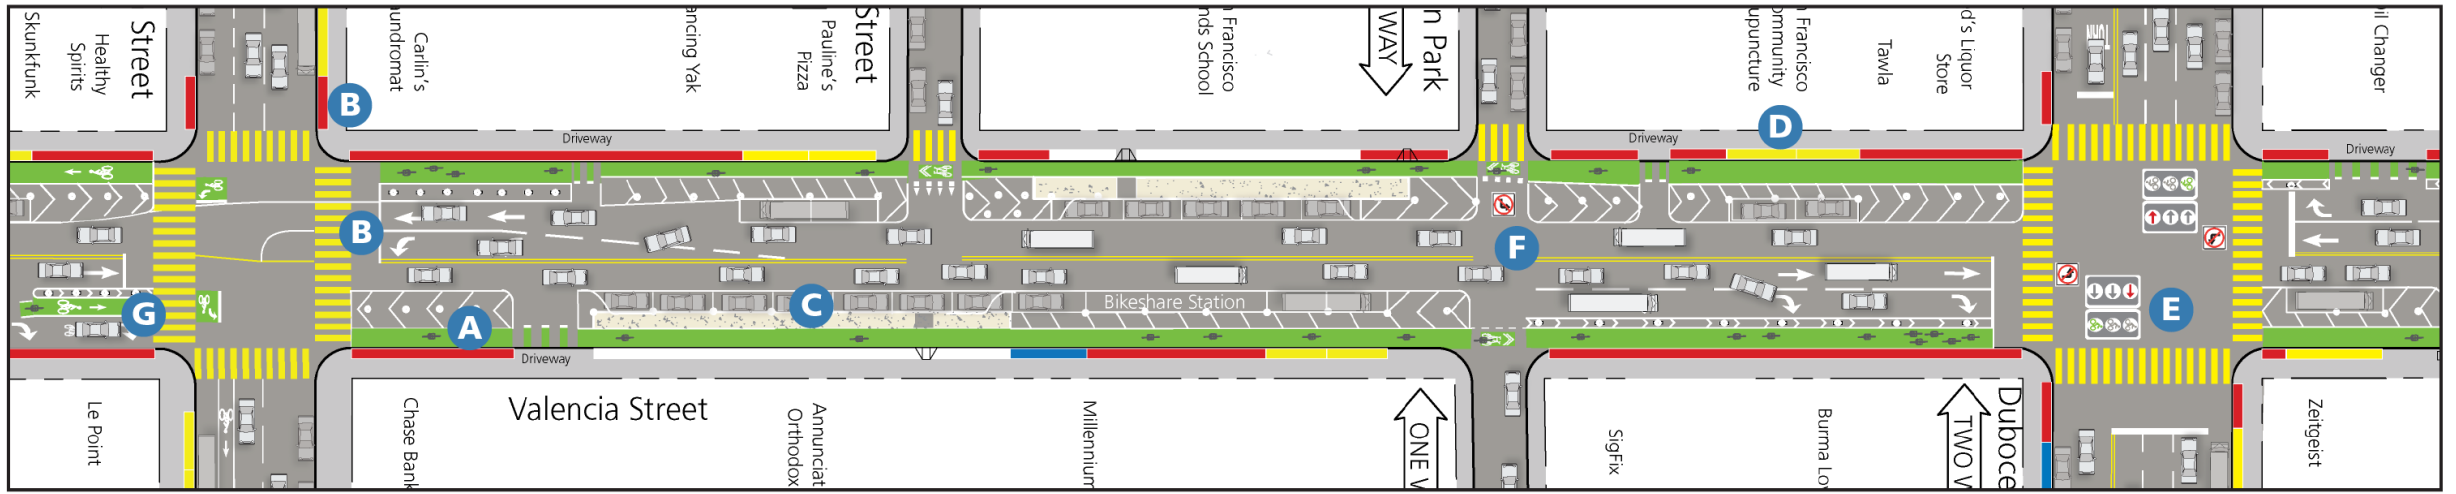 Skunkfunk
Healthy
Spirits
Street
B
Carlin's
undromat
ancing Yak
Pauline's
Pizza
Street
n Francisco
nds School
WAY
n Park
n Francisco
ommunity
upuncture
Tawla
d's Liquor
Store
il Changer
D
Driveway
Driveway
Driveway
B
F
G
A
C
Bikeshare Station
E
Driveway
Le Point
Chase Bank
Valencia Street
Annunciat
Orthodox
Millennium
ONE W
SigFix
Burma Lo
TWO W
Duboce
Zeitgeist